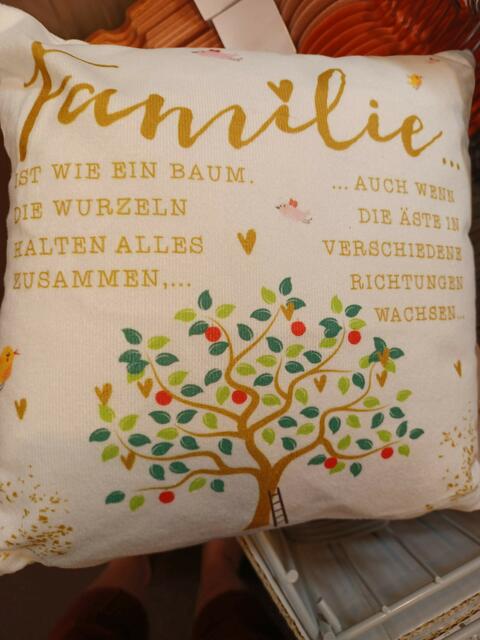 Familie...
IST WIE EIN BAUM.
DIE WURZELN
HALTEN ALLES
ZUSAMMEN,...
...AUCH WENN
DIE ÄSTE IN
VERSCHIEDENE
RICHTUNGEN
WACHSEN...